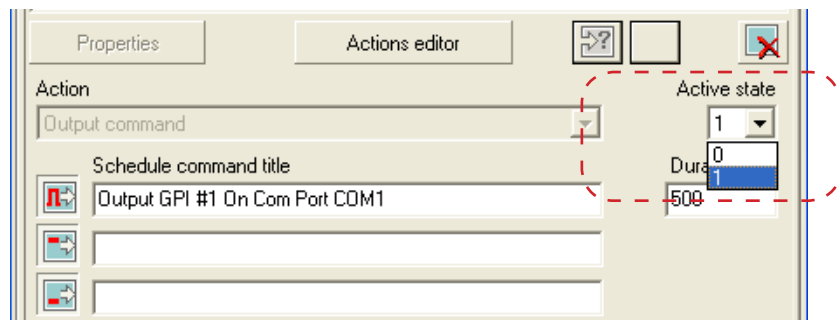 Properties
Actions editor
?
Action
Active state
Output command
1
0
1
Schedule command title
Dura
Output GPI #1 On Com Port COM1
500